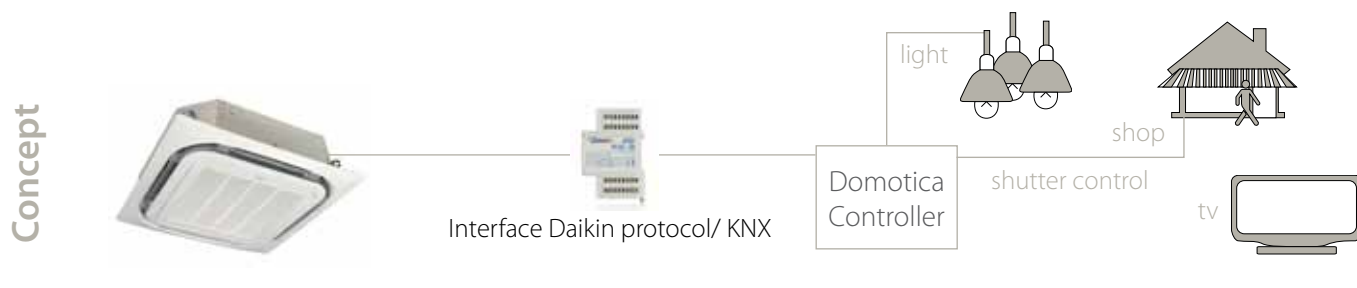 Concept
light
shop
Domotica
Controller
shutter control
Interface Daikin protocol/ KNX
tv